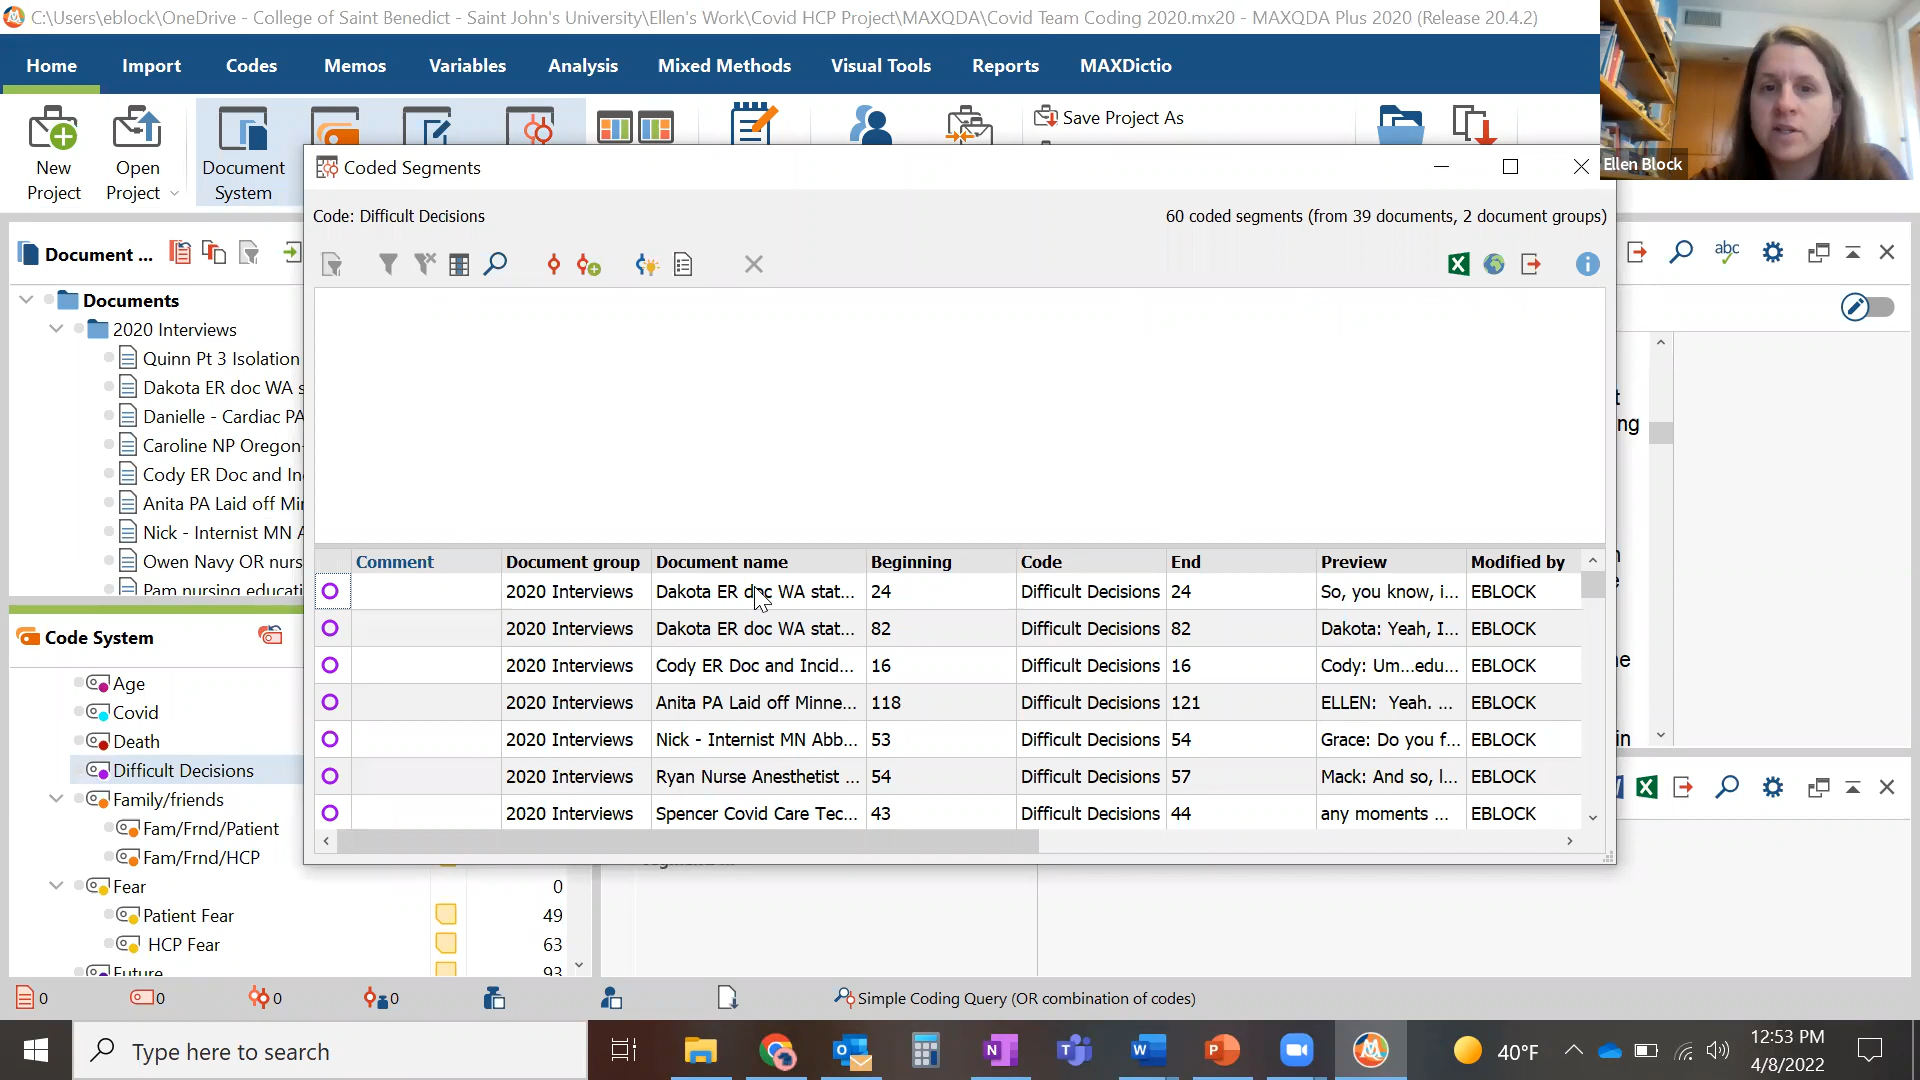 C:\Users\eblock\OneDrive - College of Saint Benedict - Saint John's University\Ellen's Work\Covid HCP Project\MAXQDA\Covid Team Coding 2020.mx20 - MAXQDA Plus 2020 (Release 20.4.2)
Home Import Codes Memos Variables Analysis Mixed Methods Visual Tools Reports MAXDictio
New Project
Open Project
Document System
Save Project As
Ellen Block
Coded Segments
Code: Difficult Decisions
60 coded segments (from 39 documents, 2 document groups)
Document ...
abc
Documents
2020 Interviews
Quinn Pt 3 Isolation
Dakota ER doc WA s
Danielle - Cardiac PA
Caroline NP Oregon-
Cody ER Doc and In
Anita PA Laid off Mi
Nick - Internist MN A
Owen Navy OR nurs
Pam nursing educati
t
ng
e
in
Comment Document group Document name Beginning Code End Preview Modified by
2020 Interviews Dakota ER doc WA stat... 24 Difficult Decisions 24 So, you know, i... EBLOCK
2020 Interviews Dakota ER doc WA stat... 82 Difficult Decisions 82 Dakota: Yeah, I... EBLOCK
2020 Interviews Cody ER Doc and Incid... 16 Difficult Decisions 16 Cody: Um...edu... EBLOCK
2020 Interviews Anita PA Laid off Minne... 118 Difficult Decisions 121 ELLEN: Yeah. ... EBLOCK
2020 Interviews Nick - Internist MN Abb... 53 Difficult Decisions 54 Grace: Do you f... EBLOCK
2020 Interviews Ryan Nurse Anesthetist ... 54 Difficult Decisions 57 Mack: And so, I... EBLOCK
2020 Interviews Spencer Covid Care Tec... 43 Difficult Decisions 44 any moments ... EBLOCK
Code System
Age
Covid
Death
Difficult Decisions
Family/friends
Fam/Frnd/Patient
Fam/Frnd/HCP
Fear 0
Patient Fear 49
HCP Fear 63
Future 93
0 0 0 0
Simple Coding Query (OR combination of codes)
Type here to search
40°F
12:53 PM
4/8/2022